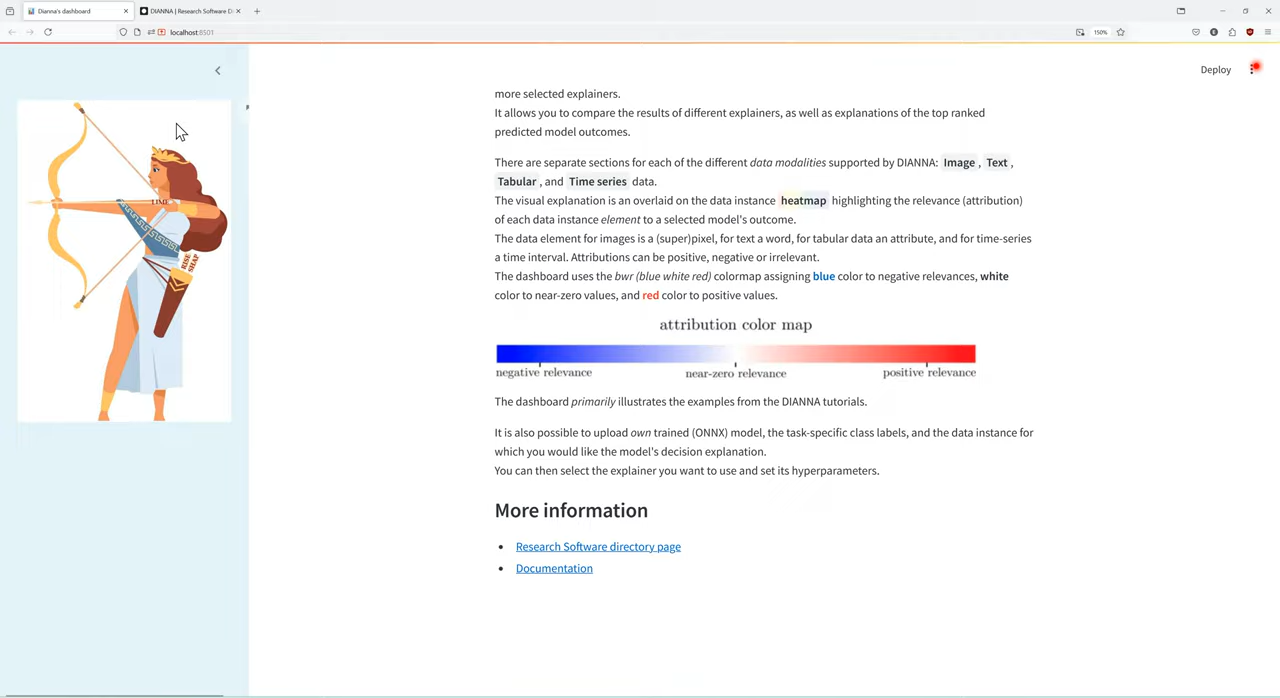 Dianna's dashboard
DIANNA | Research Software D
localhost:8501
150%
Deploy
LIME
RISE
SHAP
more selected explainers.
It allows you to compare the results of different explainers, as well as explanations of the top ranked
predicted model outcomes.
There are separate sections for each of the different data modalities supported by DIANNA: Image, Text,
Tabular, and Time series data.
The visual explanation is an overlaid on the data instance heatmap highlighting the relevance (attribution)
of each data instance element to a selected model's outcome.
The data element for images is a (super)pixel, for text a word, for tabular data an attribute, and for time-series
a time interval. Attributions can be positive, negative or irrelevant.
The dashboard uses the bwr (blue white red) colormap assigning blue color to negative relevances, white
color to near-zero values, and red color to positive values.
attribution color map
negative relevance near-zero relevance positive relevance
The dashboard primarily illustrates the examples from the DIANNA tutorials.
It is also possible to upload own trained (ONNX) model, the task-specific class labels, and the data instance for
which you would like the model's decision explanation.
You can then select the explainer you want to use and set its hyperparameters.
More information
• Research Software directory page
• Documentation